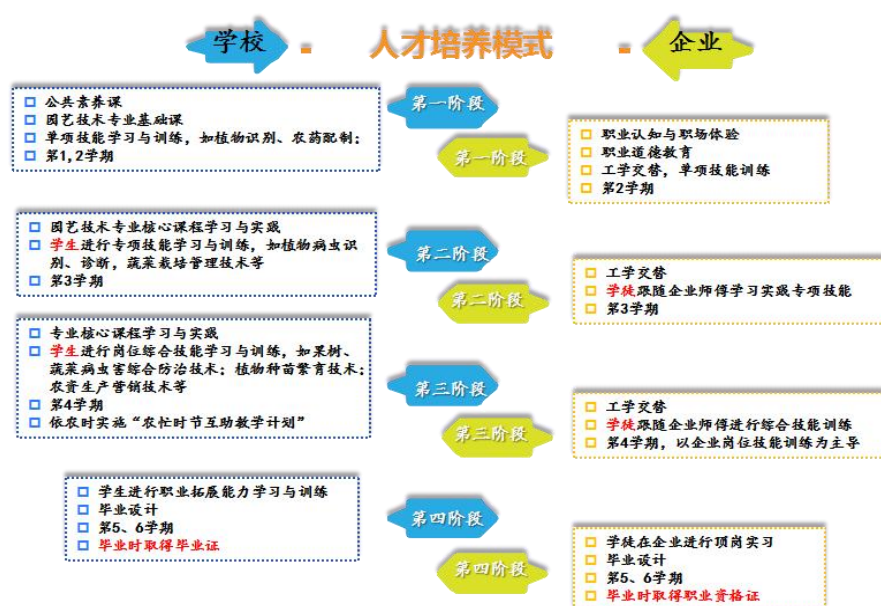 学校 - 人才培养模式 - 企业
第一阶段
公共素养课
园艺技术专业基础课
单项技能学习与训练，如植物识别、农药配制；
第1,2学期
第一阶段
职业认知与职场体验
职业道德教育
工学交替，单项技能训练
第2学期
第二阶段
园艺技术专业核心课程学习与实践
学生进行专项技能学习与训练，如植物病虫识
别、诊断，蔬菜栽培管理技术等
第3学期
第二阶段
工学交替
学徒跟随企业师傅学习实践专项技能
第3学期
第三阶段
专业核心课程学习与实践
学生进行岗位综合技能学习与训练，如果树、
蔬菜病虫害综合防治技术；植物种苗繁育技术；
农资生产营销技术等
第4学期
依农时实施“农忙时节互助教学计划”
第三阶段
工学交替
学徒跟随企业师傅进行综合技能训练
第4学期，以企业岗位技能训练为主导
第四阶段
学生进行职业拓展能力学习与训练
毕业设计
第5、6学期
毕业时取得毕业证
第四阶段
学徒在企业进行顶岗实习
毕业设计
第5、6学期
毕业时取得职业资格证